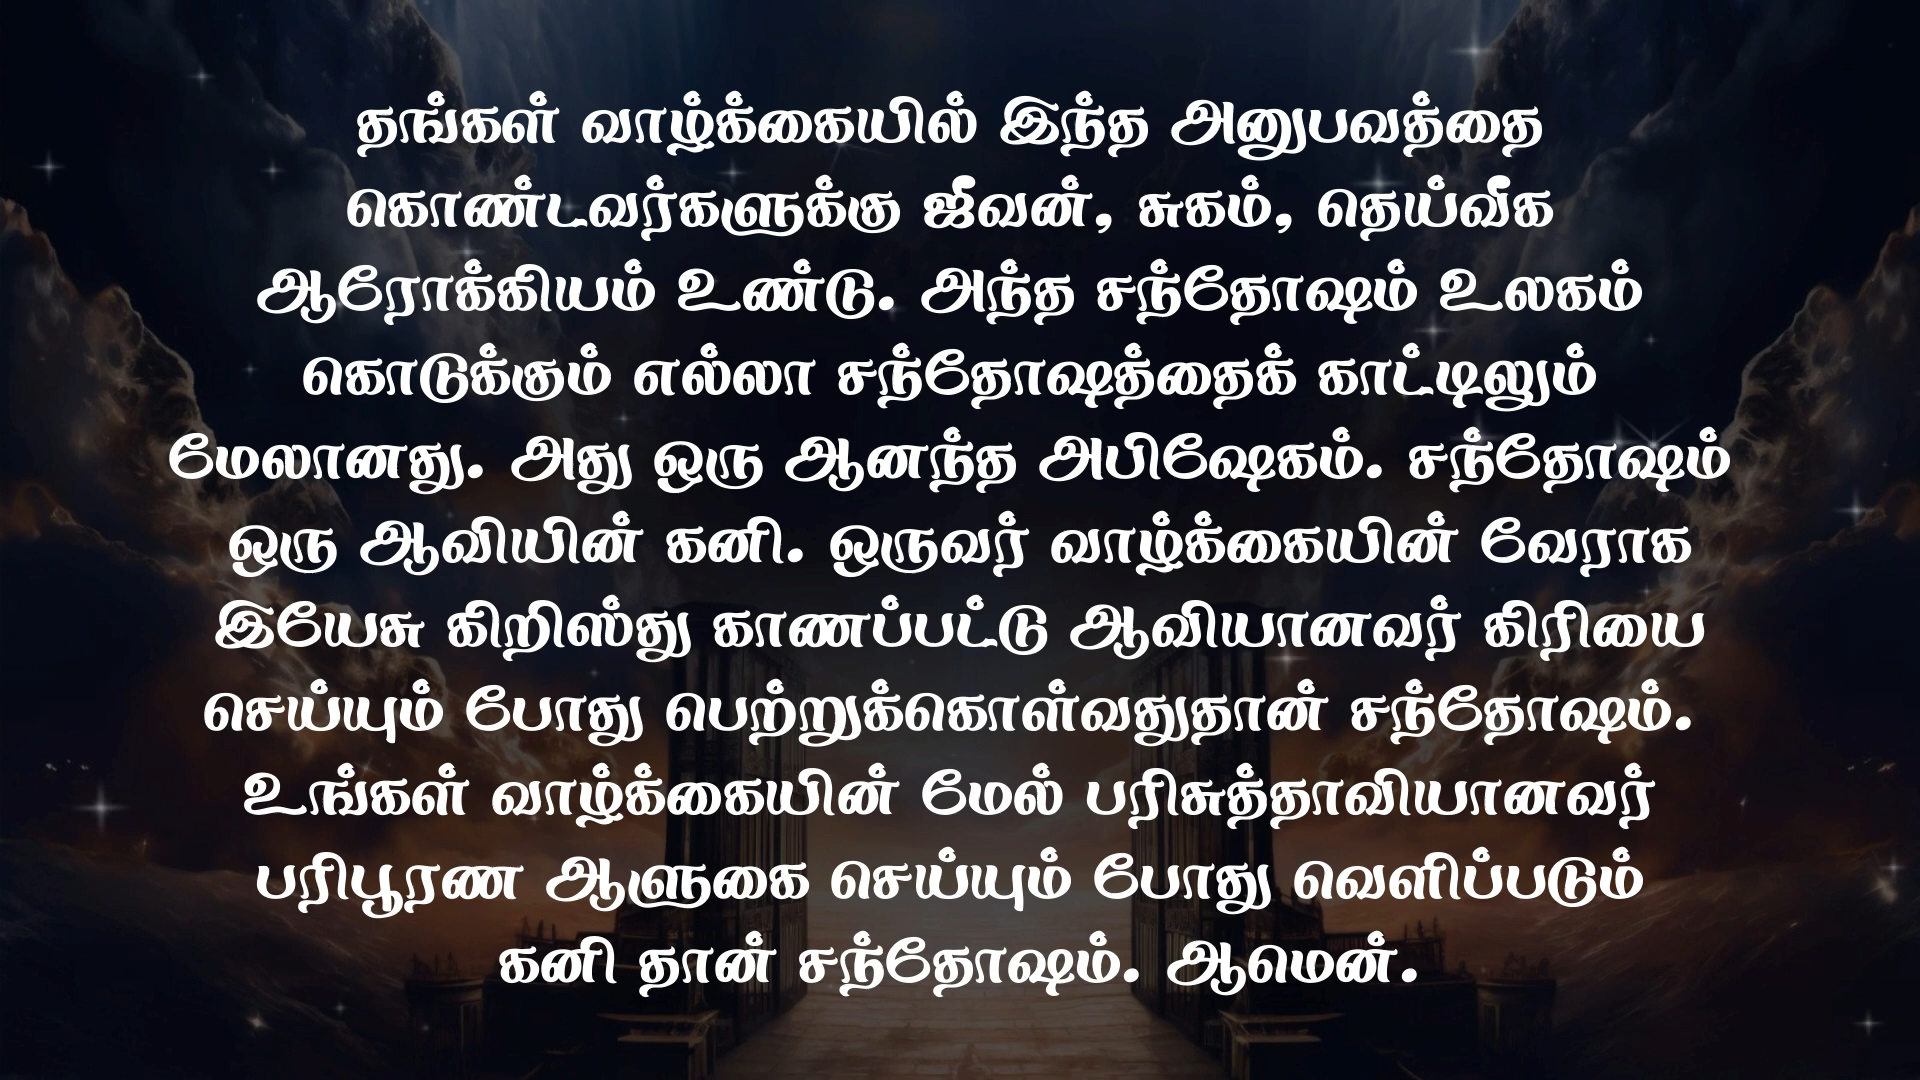 தங்கள் வாழ்க்கையில் இந்த அனுபவத்தை
கொண்டவர்களுக்கு ஜீவன், சுகம், தெய்வீக
ஆரோக்கியம் உண்டு. அந்த சந்தோஷம் உலகம்
கொடுக்கும் எல்லா சந்தோஷத்தைக் காட்டிலும்
மேலானது. அது ஒரு ஆனந்த அபிஷேகம். சந்தோஷம்
ஒரு ஆவியின் கனி. ஒருவர் வாழ்க்கையின் வேராக
இயேசு கிறிஸ்து காணப்பட்டு ஆவியானவர் கிரியை
செய்யும் போது பெற்றுக்கொள்வதுதான் சந்தோஷம்.
உங்கள் வாழ்க்கையின் மேல் பரிசுத்தாவியானவர்
பரிபூரண ஆளுகை செய்யும் போது வெளிப்படும்
கனி தான் சந்தோஷம். ஆமென்.